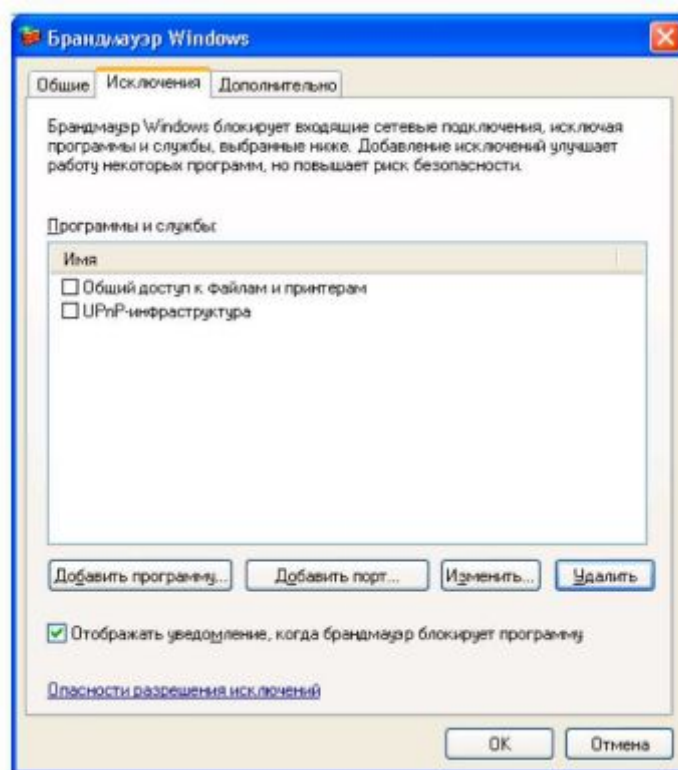 Брандмауэр Windows
Общие Исключения Дополнительно
Брандмауэр Windows блокирует входящие сетевые подключения, исключая
программы и службы, выбранные ниже. Добавление исключений улучшает
работу некоторых программ, но повышает риск безопасности.
Программы и службы:
Имя
Общий доступ к файлам и принтерам
UPnP-инфраструктура
Добавить программу... Добавить порт... Изменить... Удалить
Отображать уведомление, когда брандмауэр блокирует программу
Опасности разрешения исключений
ОК Отмена